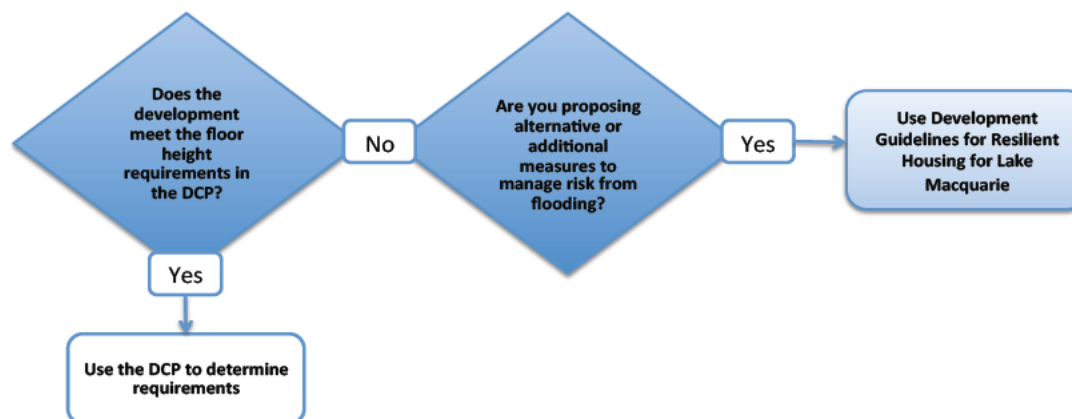 Does the
development
meet the floor
height
requirements in
the DCP?
No
Are you proposing
alternative or
additional
measures to
manage risk from
flooding?
Yes
Use Development
Guidelines for Resilient
Housing for Lake
Macquarie
Yes
Use the DCP to determine
requirements